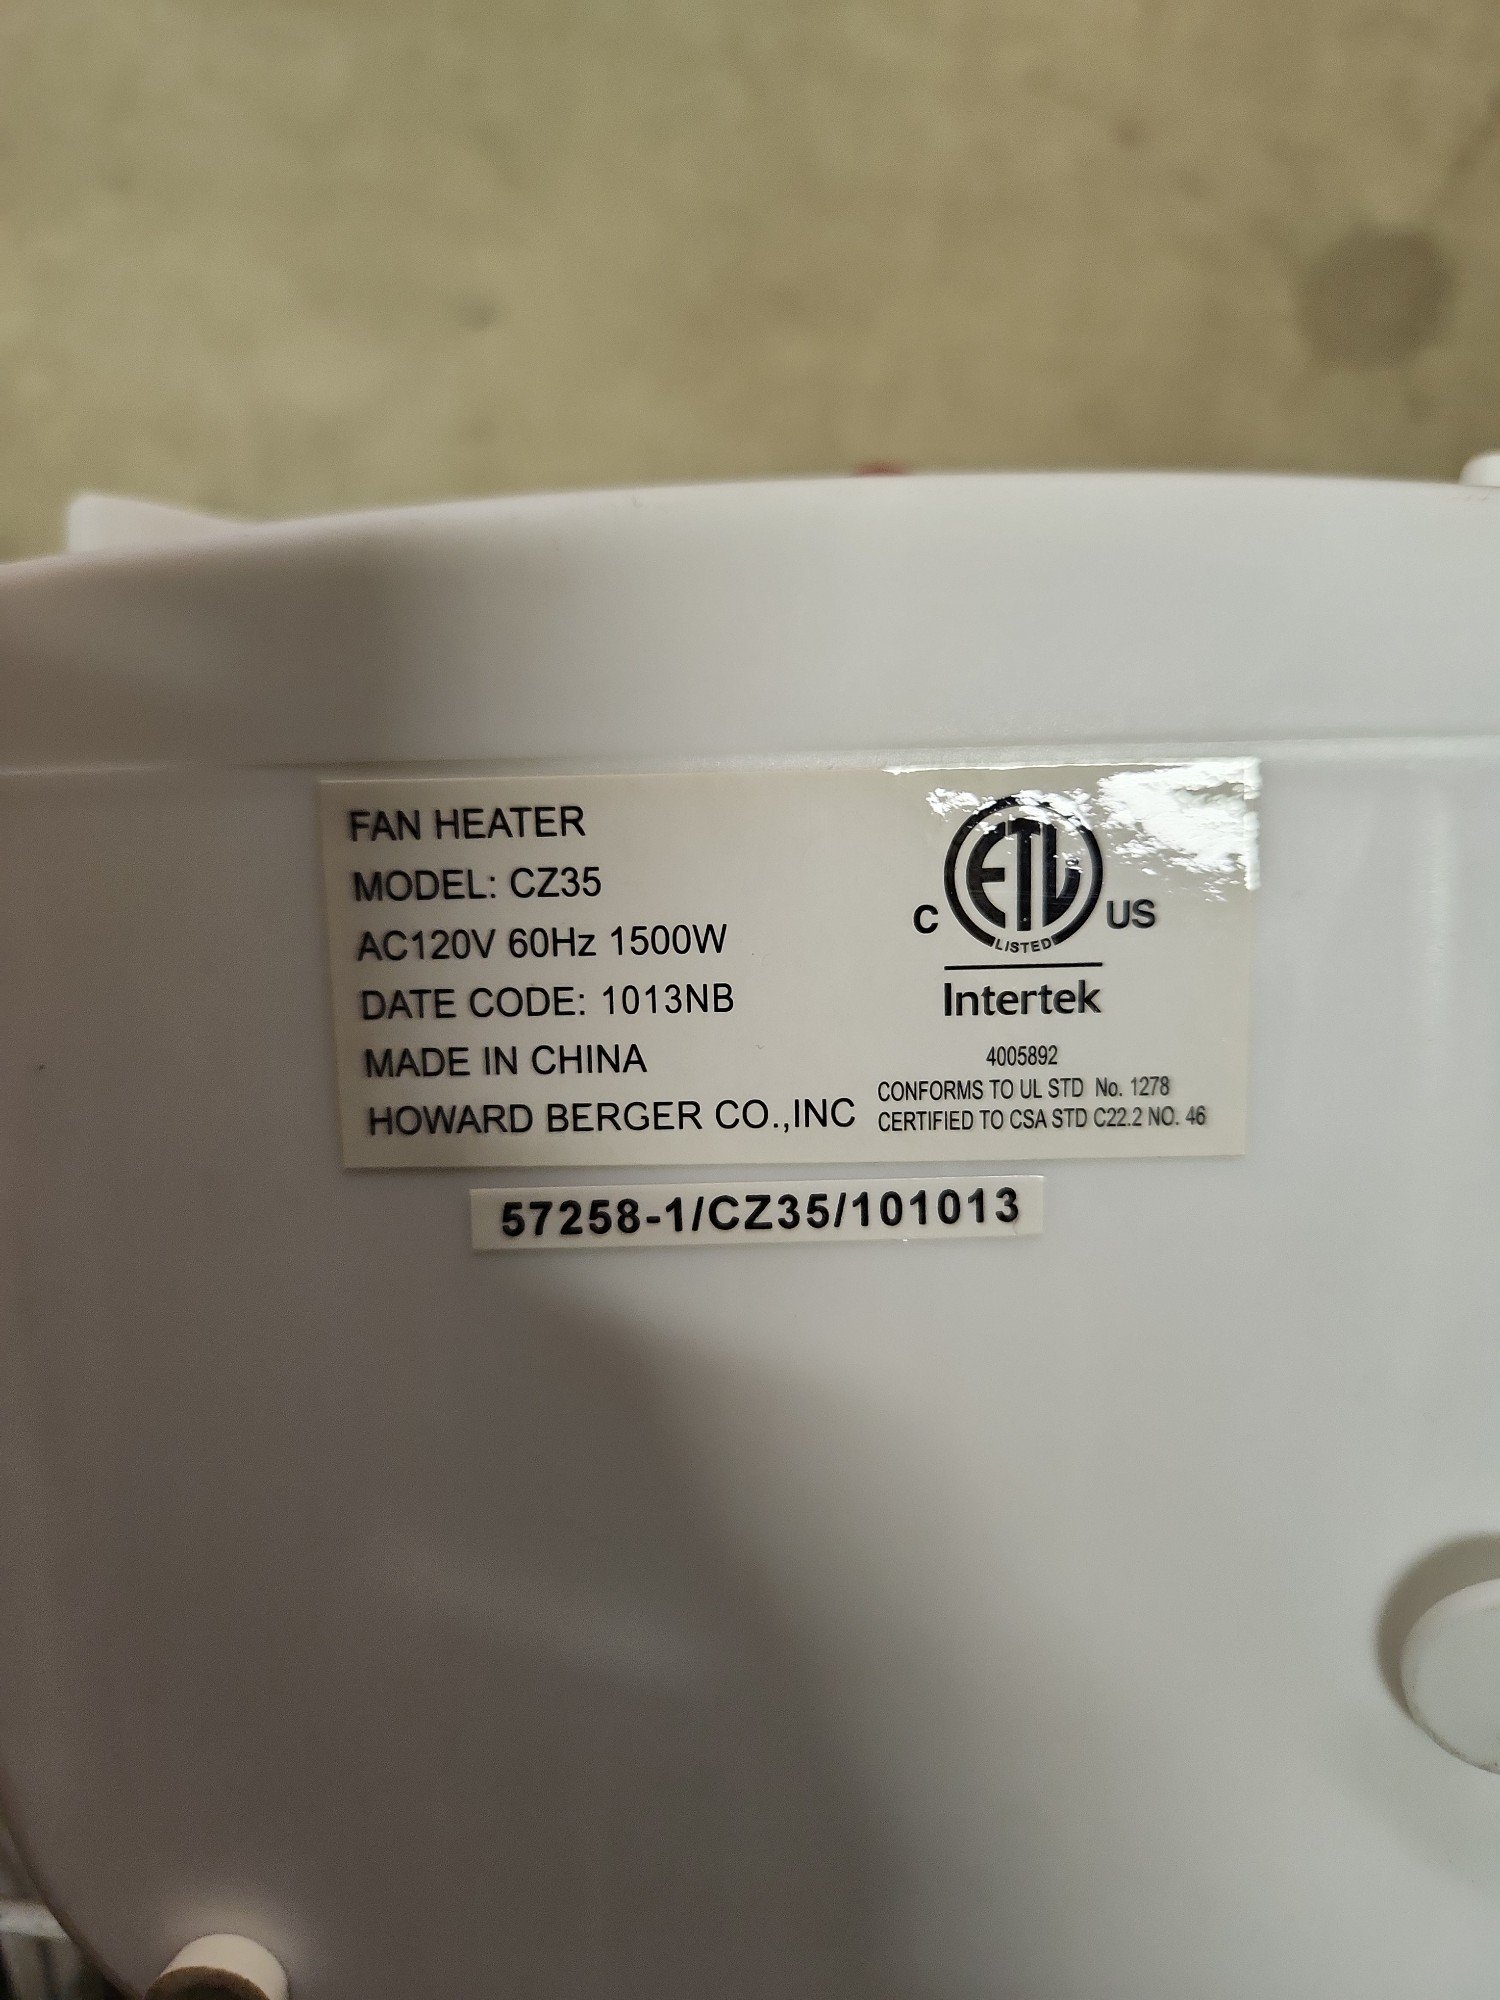 FAN HEATER
MODEL: CZ35
AC120V 60Hz 1500W
DATE CODE: 1013NB
MADE IN CHINA
HOWARD BERGER CO.,INC
ETL
C US
LISTED
Intertek
4005892
CONFORMS TO UL STD No. 1278
CERTIFIED TO CSA STD C22.2 NO. 46
57258-1/CZ35/101013